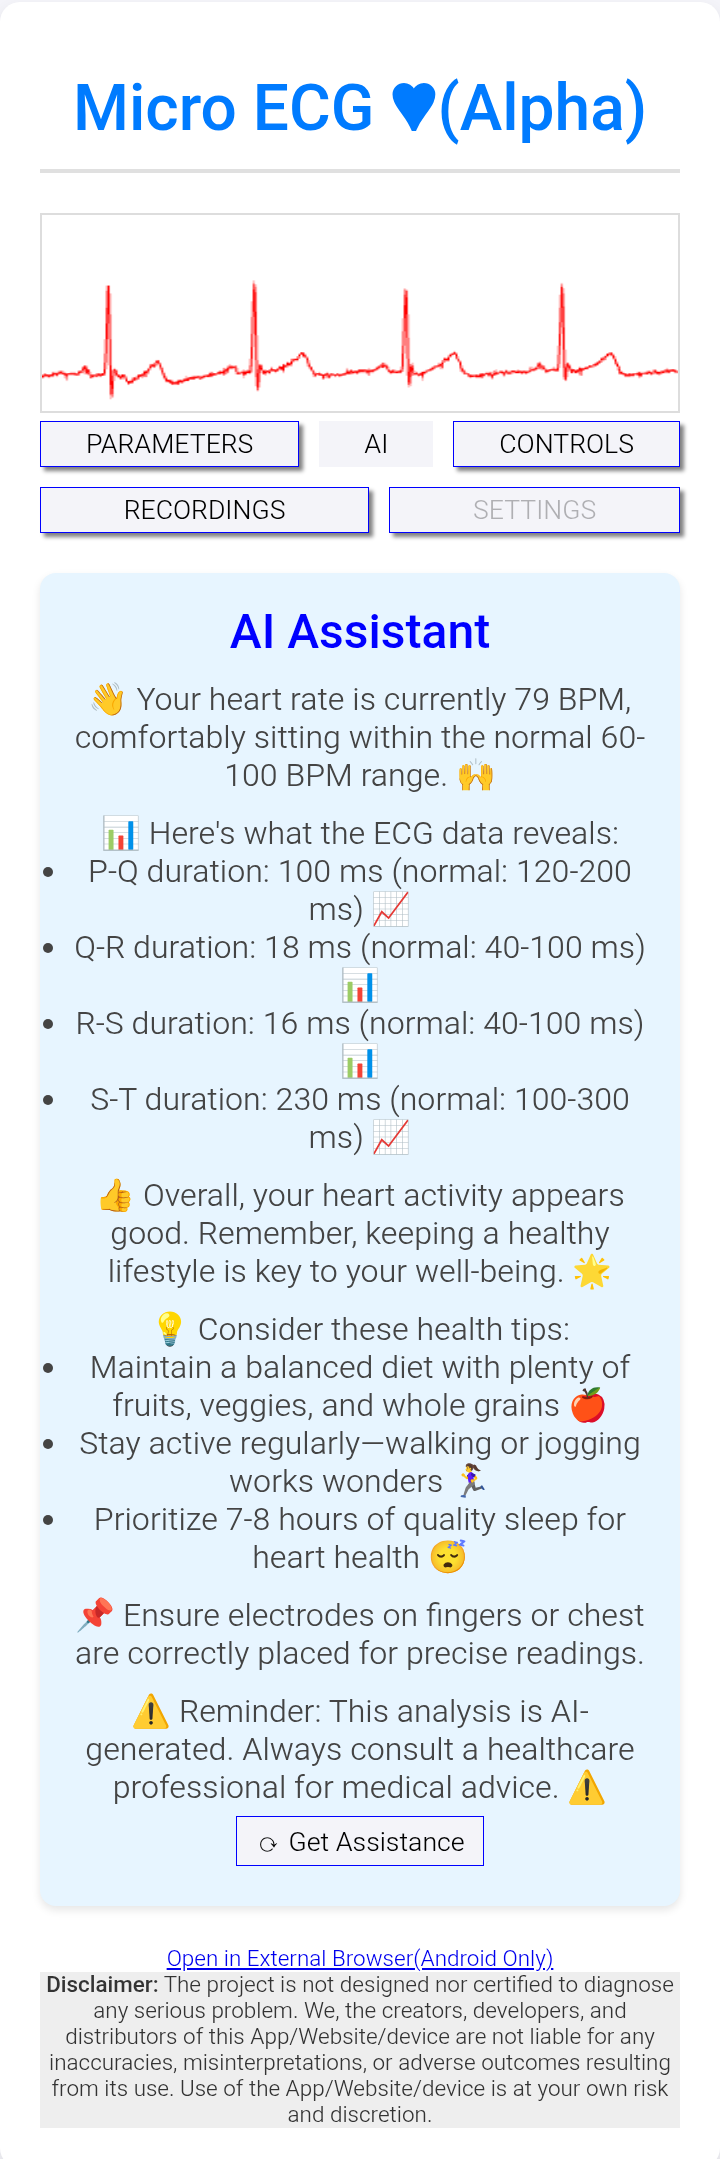 Micro ECG ♥(Alpha)
PARAMETERS
AI
CONTROLS
RECORDINGS
SETTINGS
AI Assistant
👋 Your heart rate is currently 79 BPM,
comfortably sitting within the normal 60-
100 BPM range. 🙌
📊 Here's what the ECG data reveals:
• P-Q duration: 100 ms (normal: 120-200
ms) 📈
• Q-R duration: 18 ms (normal: 40-100 ms)
📊
• R-S duration: 16 ms (normal: 40-100 ms)
📊
• S-T duration: 230 ms (normal: 100-300
ms) 📈
👍 Overall, your heart activity appears
good. Remember, keeping a healthy
lifestyle is key to your well-being. 🌟
💡 Consider these health tips:
• Maintain a balanced diet with plenty of
fruits, veggies, and whole grains 🍎
• Stay active regularly—walking or jogging
works wonders 🏃‍♀️
• Prioritize 7-8 hours of quality sleep for
heart health 😴
📌 Ensure electrodes on fingers or chest
are correctly placed for precise readings.
⚠️ Reminder: This analysis is AI-
generated. Always consult a healthcare
professional for medical advice. ⚠️
⟳ Get Assistance
Open in External Browser(Android Only)
Disclaimer: The project is not designed nor certified to diagnose
any serious problem. We, the creators, developers, and
distributors of this App/Website/device are not liable for any
inaccuracies, misinterpretations, or adverse outcomes resulting
from its use. Use of the App/Website/device is at your own risk
and discretion.